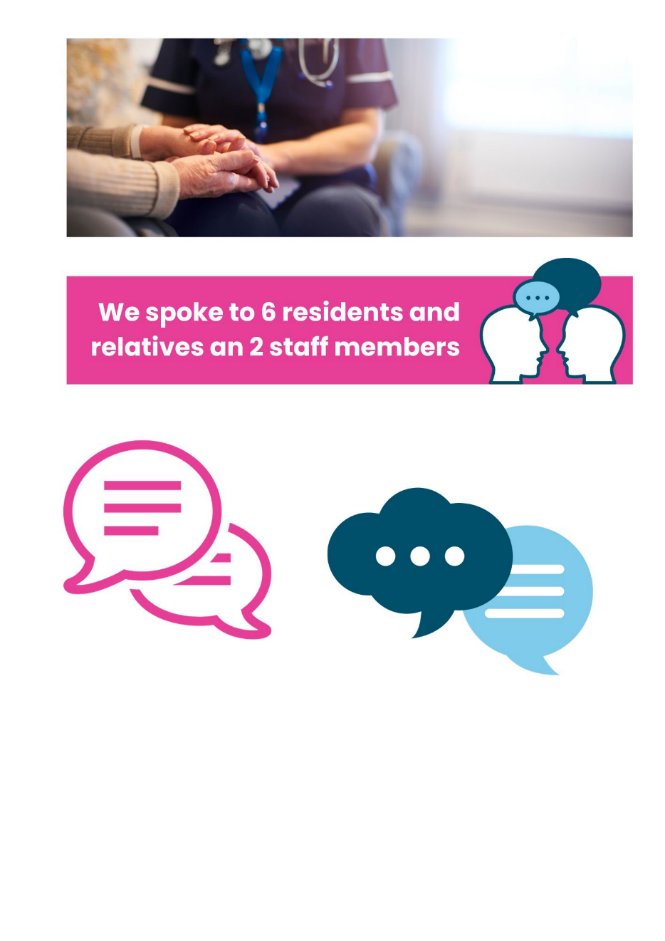 We spoke to 6 residents and
relatives an 2 staff members